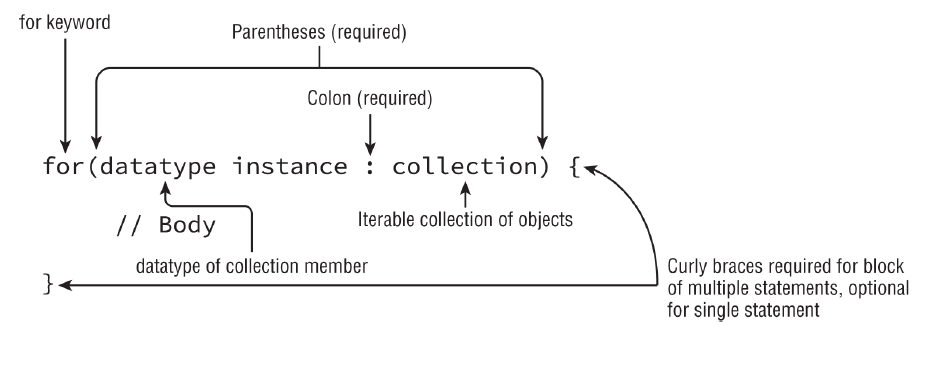 for keyword
Parentheses (required)
Colon (required)
for(datatype instance : collection) {
Iterable collection of objects
// Body
datatype of collection member
}
Curly braces required for block
of multiple statements, optional
for single statement